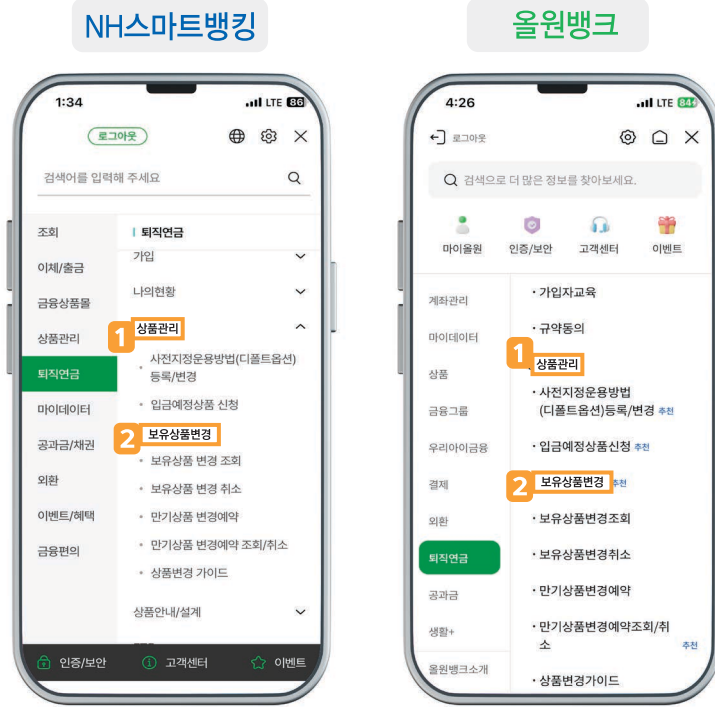 NH스마트뱅킹
1:34
LTE 86
로그아웃
검색어를 입력해 주세요
조회
이체/출금
금융상품몰
상품관리
퇴직연금
마이데이터
공과금/채권
외환
이벤트/혜택
금융편의
퇴직연금
가입
나의현황
1 상품관리
사전지정운용방법(디폴트옵션)
등록/변경
입금예정상품 신청
2 보유상품변경
보유상품 변경 조회
보유상품 변경 취소
만기상품 변경예약
만기상품 변경예약 조회/취소
상품변경 가이드
상품안내/설계
인증/보안
고객센터
이벤트
올원뱅크
4:26
LTE 84
로그아웃
검색으로 더 많은 정보를 찾아보세요.
마이올원
인증/보안
고객센터
이벤트
계좌관리
마이데이터
상품
금융그룹
우리아이금융
결제
외환
퇴직연금
공과금
생활+
올원뱅크소개
· 가입자교육
· 규약동의
1 상품관리
· 사전지정운용방법
(디폴트옵션)등록/변경 추천
· 입금예정상품신청 추천
2 보유상품변경 추천
· 보유상품변경조회
· 보유상품변경취소
· 만기상품변경예약
· 만기상품변경예약조회/취
소 추천
· 상품변경가이드